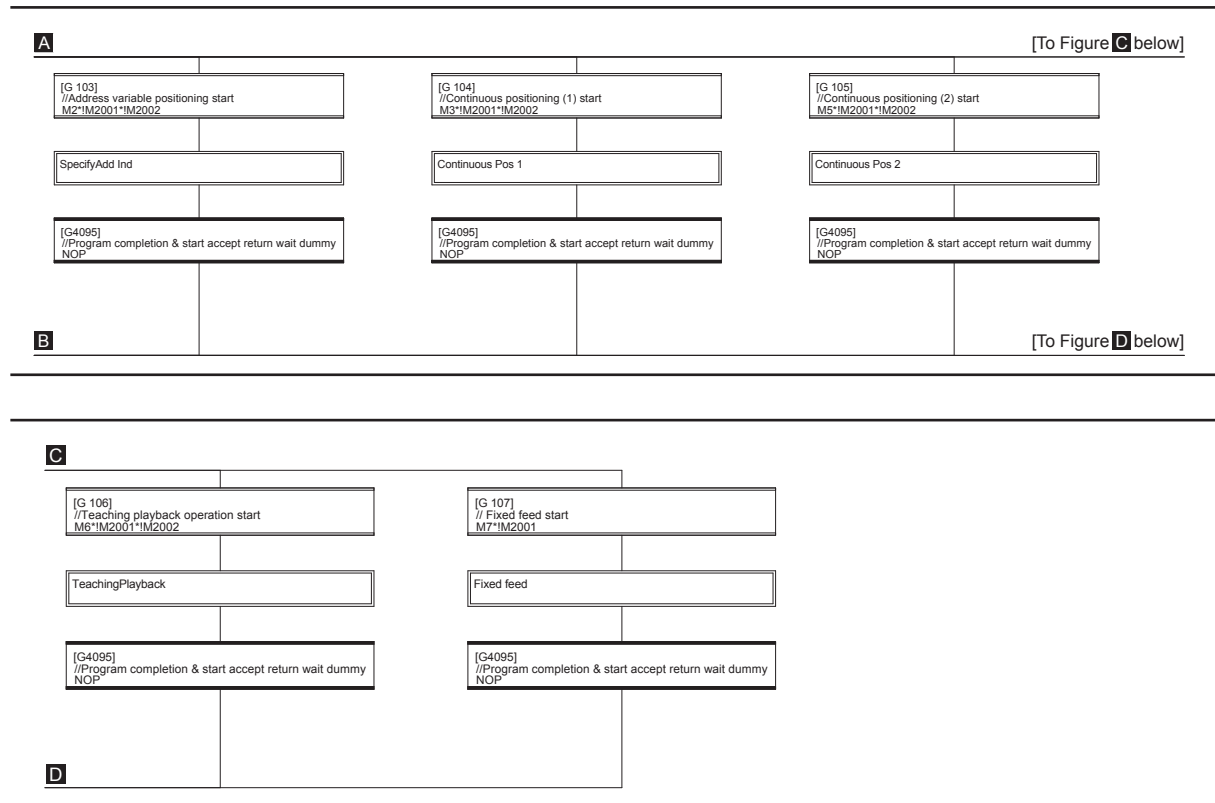 A [To Figure C below]
[G 103]
//Address variable positioning start
M2*!M2001*!M2002
SpecifyAdd Ind
[G4095]
//Program completion & start accept return wait dummy
NOP
[G 104]
//Continuous positioning (1) start
M3*!M2001*!M2002
Continuous Pos 1
[G4095]
//Program completion & start accept return wait dummy
NOP
[G 105]
//Continuous positioning (2) start
M5*!M2001*!M2002
Continuous Pos 2
[G4095]
//Program completion & start accept return wait dummy
NOP
B [To Figure D below]
C
[G 106]
//Teaching playback operation start
M6*!M2001*!M2002
TeachingPlayback
[G4095]
//Program completion & start accept return wait dummy
NOP
[G 107]
// Fixed feed start
M7*!M2001
Fixed feed
[G4095]
//Program completion & start accept return wait dummy
NOP
D